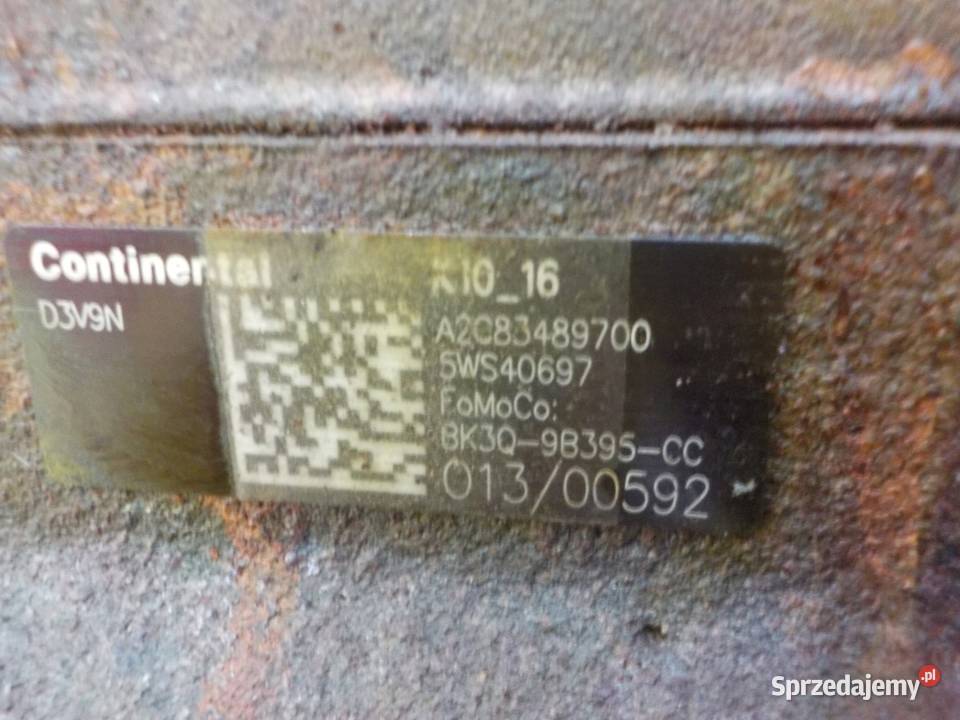 Continental
D3V9N
K10_16
A2C83489700
5WS40697
FoMoCo:
BK3Q-9B395-CC
013/00592
Sprzedajemy.pl